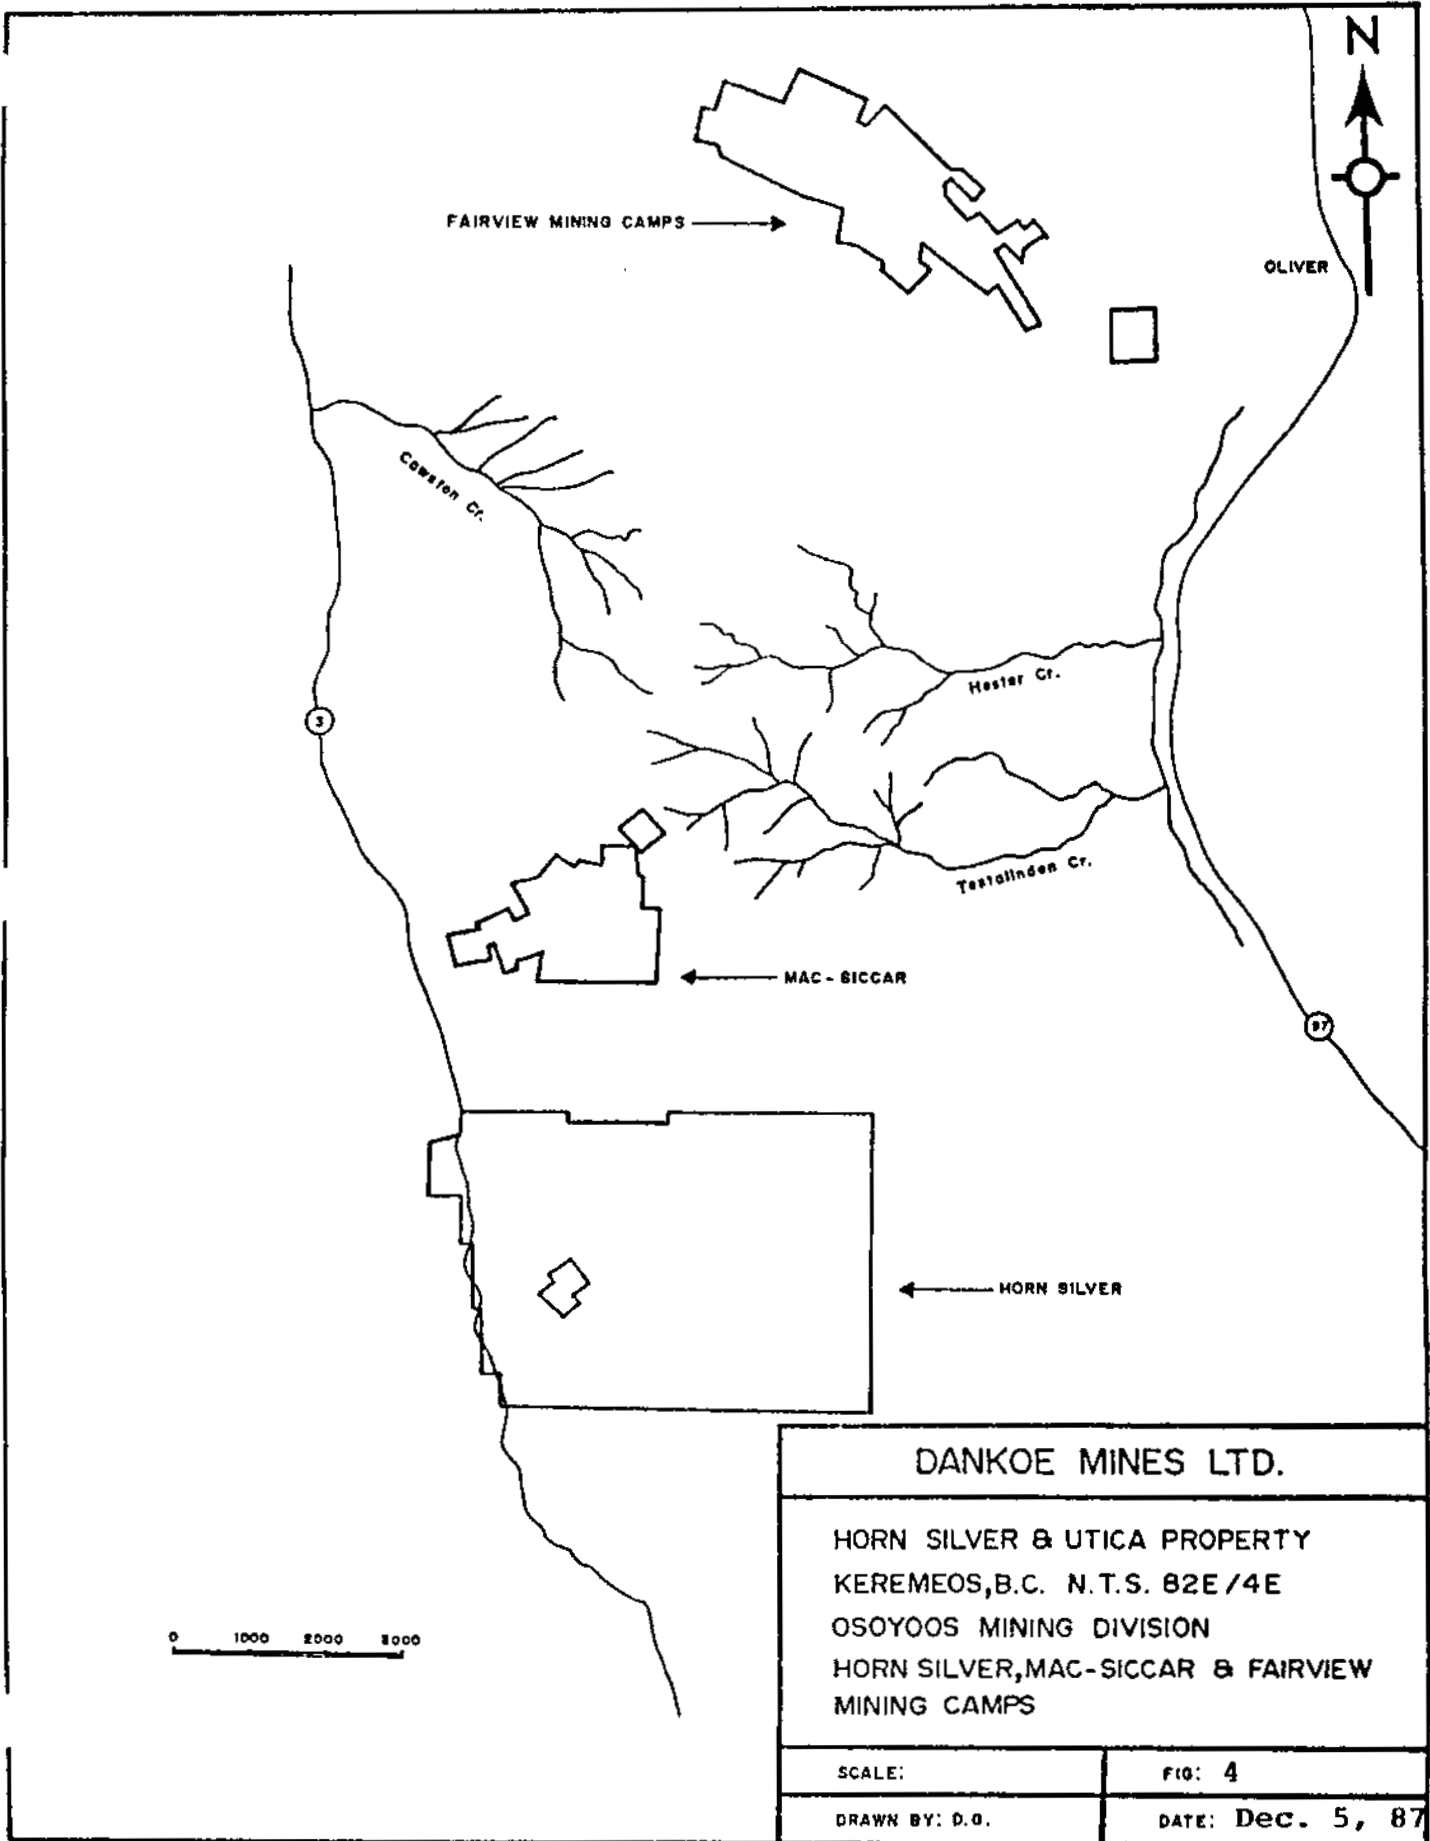 N
FAIRVIEW MINING CAMPS
OLIVER
Cawston Cr.
Hester Cr.
3
Testalinden Cr.
MAC-SICCAR
97
HORN SILVER
DANKOE MINES LTD.
HORN SILVER & UTICA PROPERTY
KEREMEOS, B.C. N.T.S. 82E/4E
OSOYOOS MINING DIVISION
HORN SILVER, MAC-SICCAR & FAIRVIEW
MINING CAMPS
0 1000 2000 3000
SCALE:
FIG: 4
DRAWN BY: D.G.
DATE: Dec. 5, 87